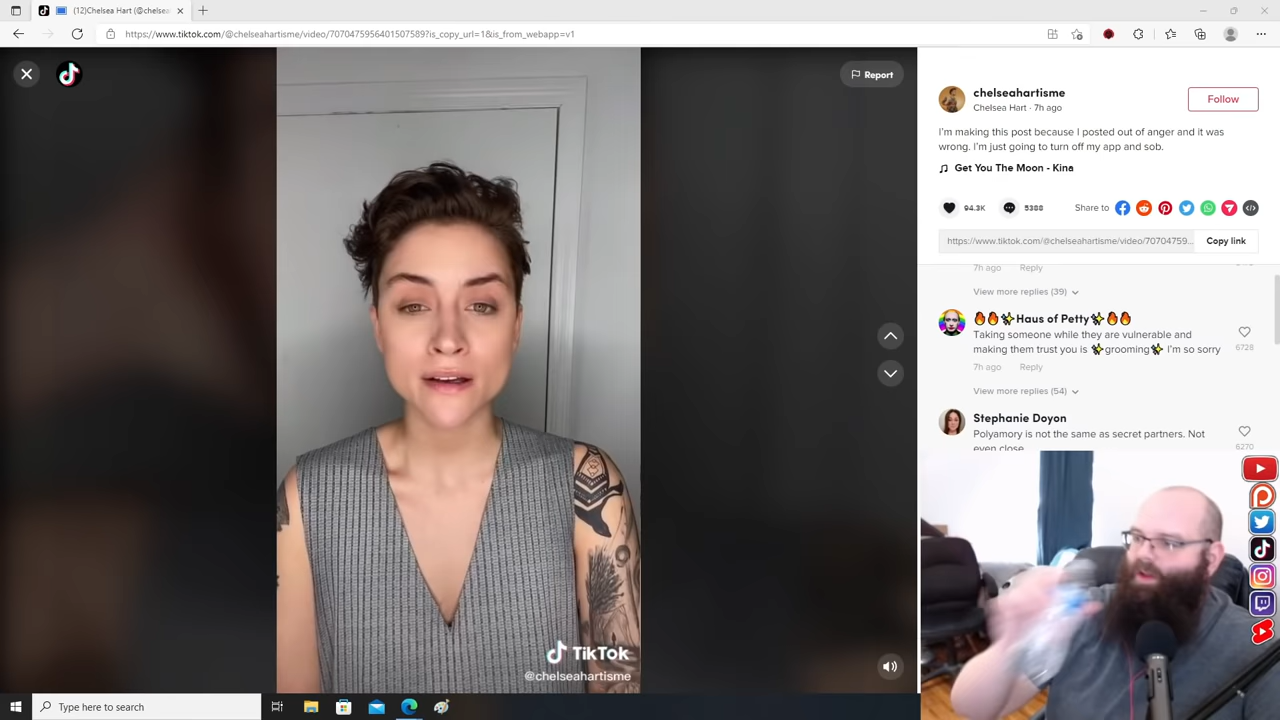 (12)Chelsea Hart (@chelsea
https://www.tiktok.com/@chelseahartisme/video/7070475956401507589?is_copy_url=1&is_from_webapp=v1
Report
chelseahartisme
Chelsea Hart · 7h ago
Follow
I'm making this post because I posted out of anger and it was
wrong. I'm just going to turn off my app and sob.
Get You The Moon - Kina
94.3K
5388
Share to
https://www.tiktok.com/@chelseahartisme/video/70704759...
Copy link
7h ago Reply
View more replies (39)
🔥🔥✨Haus of Petty✨🔥🔥
Taking someone while they are vulnerable and
making them trust you is ✨grooming✨ I'm so sorry
6728
7h ago Reply
View more replies (54)
Stephanie Doyon
Polyamory is not the same as secret partners. Not
even close
6270
TikTok
@chelseahartisme
Type here to search